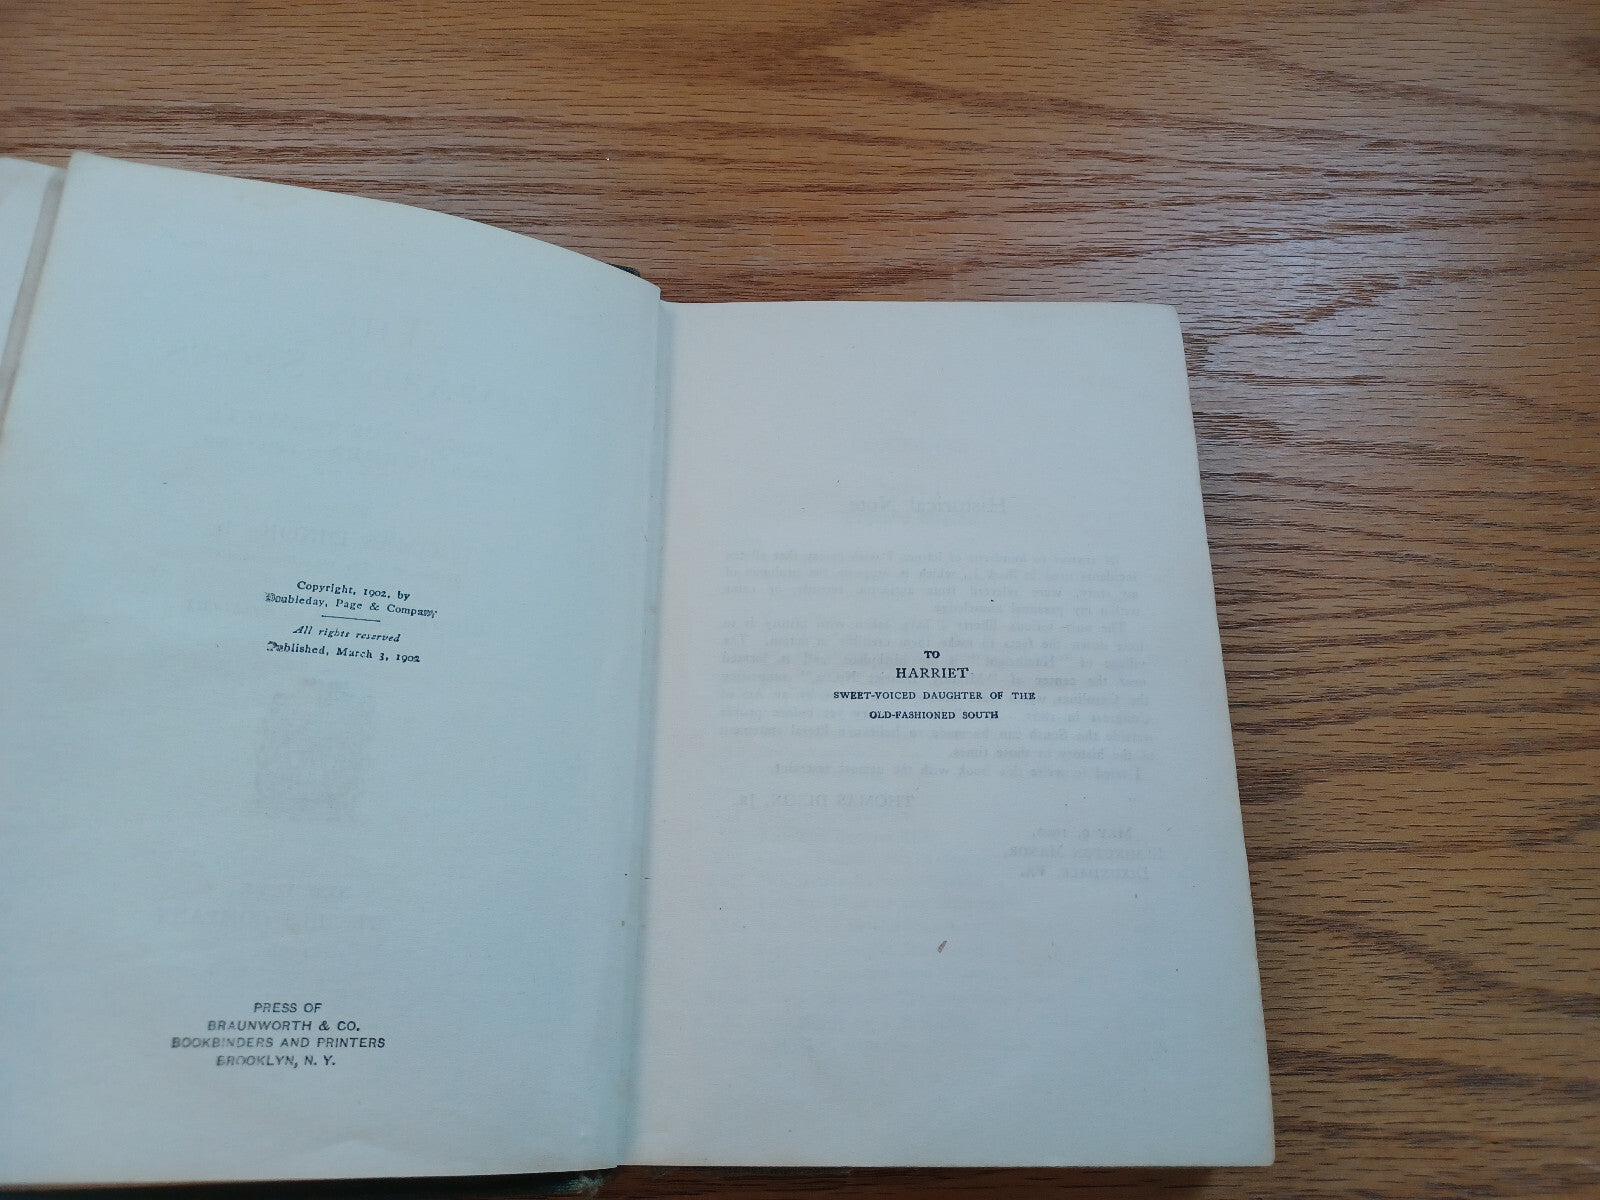 Copyright, 1902, by
Doubleday, Page & Company
All rights reserved
Published, March 3, 1902
PRESS OF
BRAUNWORTH & CO.
BOOKBINDERS AND PRINTERS
BROOKLYN, N. Y.
TO
HARRIET
SWEET-VOICED DAUGHTER OF THE
OLD-FASHIONED SOUTH